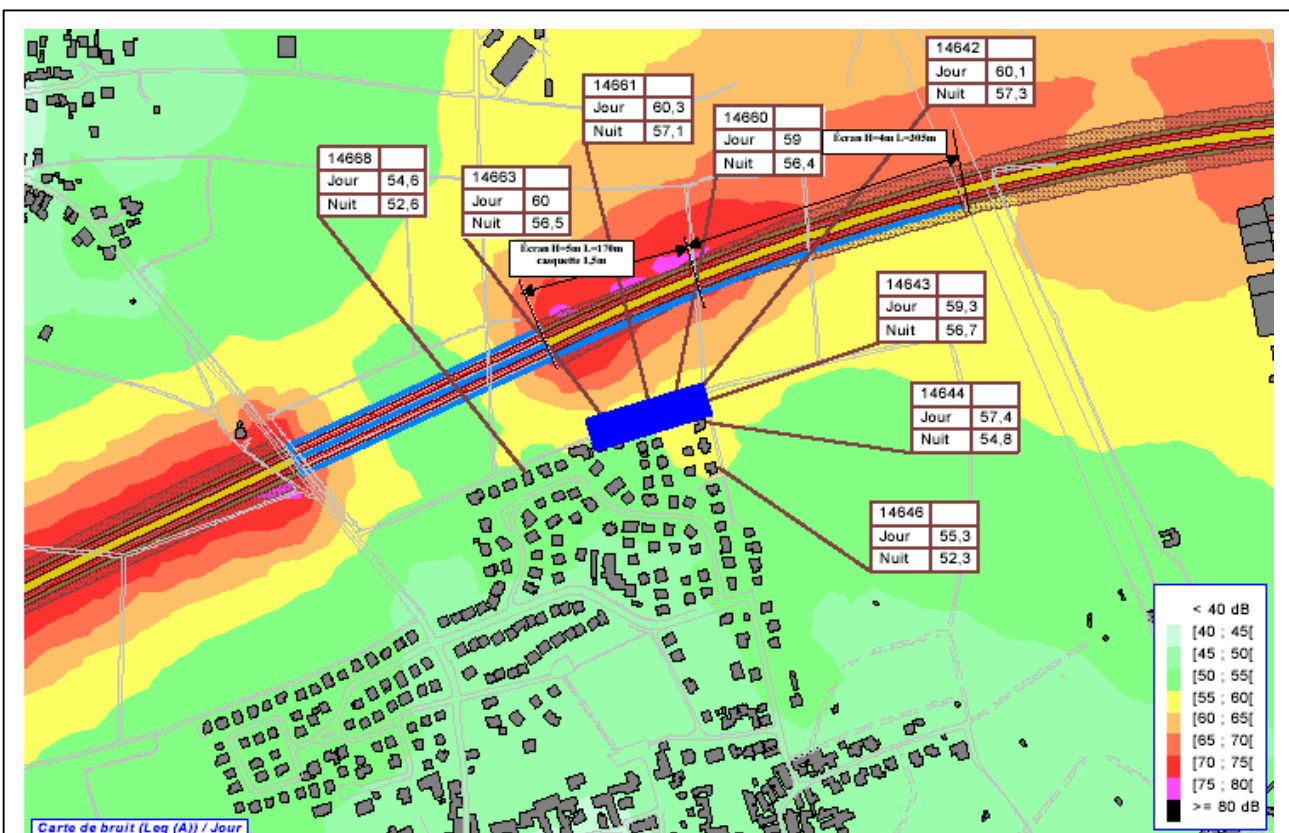 14642
Jour 60,1
Nuit 57,3
14661
Jour 60,3
Nuit 57,1
14660
Jour 59
Nuit 56,4
Écran H=4m L=305m
14668
Jour 54,6
Nuit 52,6
14663
Jour 60
Nuit 56,5
Écran H=5m L=170m
casquette 1,5m
14643
Jour 59,3
Nuit 56,7
14644
Jour 57,4
Nuit 54,8
14646
Jour 55,3
Nuit 52,3
< 40 dB
[40 ; 45[
[45 ; 50[
[50 ; 55[
[55 ; 60[
[60 ; 65[
[65 ; 70[
[70 ; 75[
[75 ; 80[
>= 80 dB
Carte de bruit (Leq (A)) / Jour